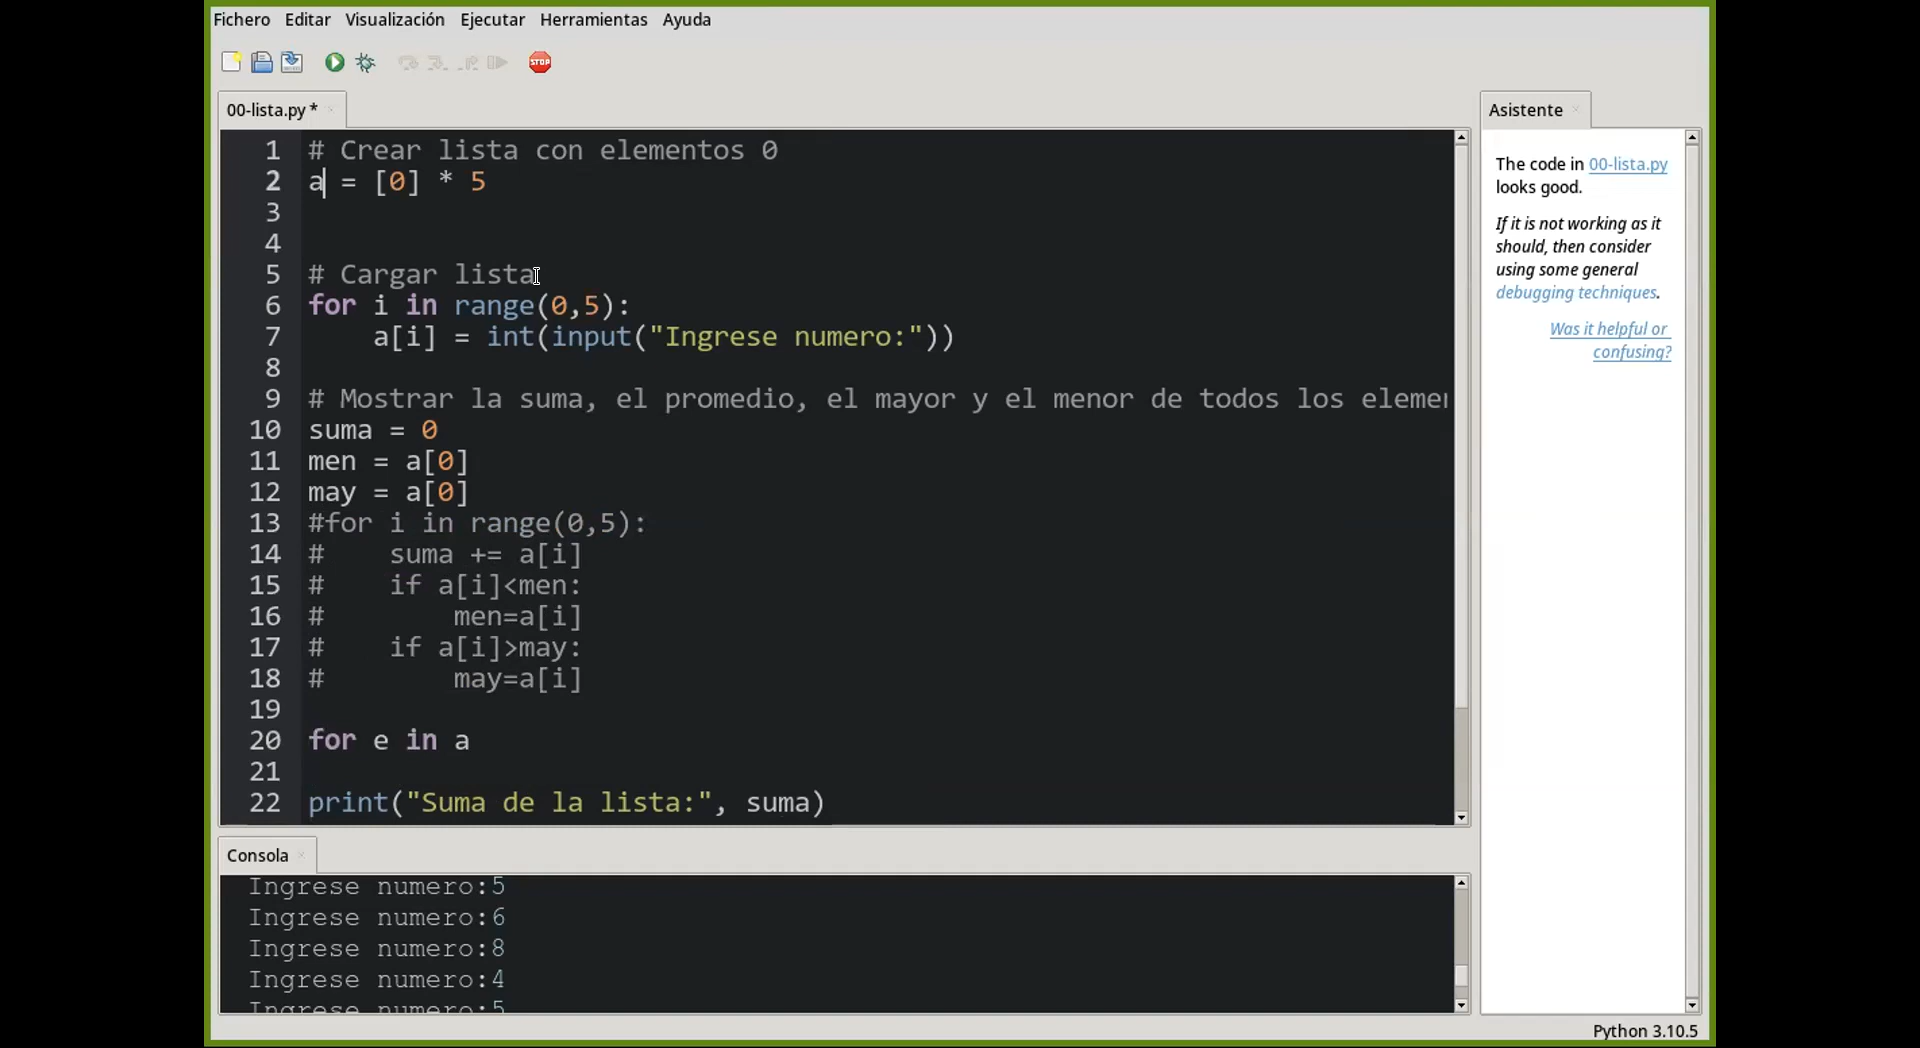 Fichero Editar Visualización Ejecutar Herramientas Ayuda
STOP
00-lista.py *
1 # Crear lista con elementos 0
2 a = [0] * 5
3
4
5 # Cargar lista
6 for i in range(0,5):
7     a[i] = int(input("Ingrese numero:"))
8
9 # Mostrar la suma, el promedio, el mayor y el menor de todos los
10 suma = 0
11 men = a[0]
12 may = a[0]
13 #for i in range(0,5):
14 #    suma += a[i]
15 #    if a[i]<men:
16 #        men=a[i]
17 #    if a[i]>may:
18 #        may=a[i]
19
20 for e in a
21
22 print("Suma de la lista:", suma)
Consola
Ingrese numero:5
Ingrese numero:6
Ingrese numero:8
Ingrese numero:4
Ingrese numero:5
Asistente
The code in 00-lista.py
looks good.
If it is not working as it
should, then consider
using some general
debugging techniques.
Was it helpful or
confusing?
Python 3.10.5